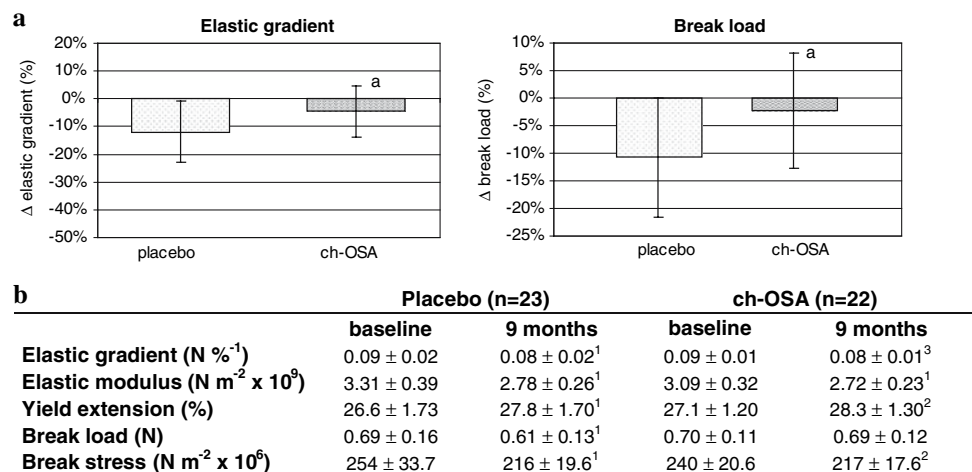 a
Elastic gradient
20%
10%
0%
-10%
-20%
-30%
-40%
-50%
Δ elastic gradient (%)
a
placebo ch-OSA
Break load
10%
5%
0%
-5%
-10%
-15%
-20%
-25%
Δ break load (%)
a
placebo ch-OSA
b
Placebo (n=23) ch-OSA (n=22)
baseline 9 months baseline 9 months
Elastic gradient (N %⁻¹) 0.09 ± 0.02 0.08 ± 0.02¹ 0.09 ± 0.01 0.08 ± 0.01³
Elastic modulus (N m⁻² x 10⁹) 3.31 ± 0.39 2.78 ± 0.26¹ 3.09 ± 0.32 2.72 ± 0.23¹
Yield extension (%) 26.6 ± 1.73 27.8 ± 1.70¹ 27.1 ± 1.20 28.3 ± 1.30²
Break load (N) 0.69 ± 0.16 0.61 ± 0.13¹ 0.70 ± 0.11 0.69 ± 0.12
Break stress (N m⁻² x 10⁶) 254 ± 33.7 216 ± 19.6¹ 240 ± 20.6 217 ± 17.6²